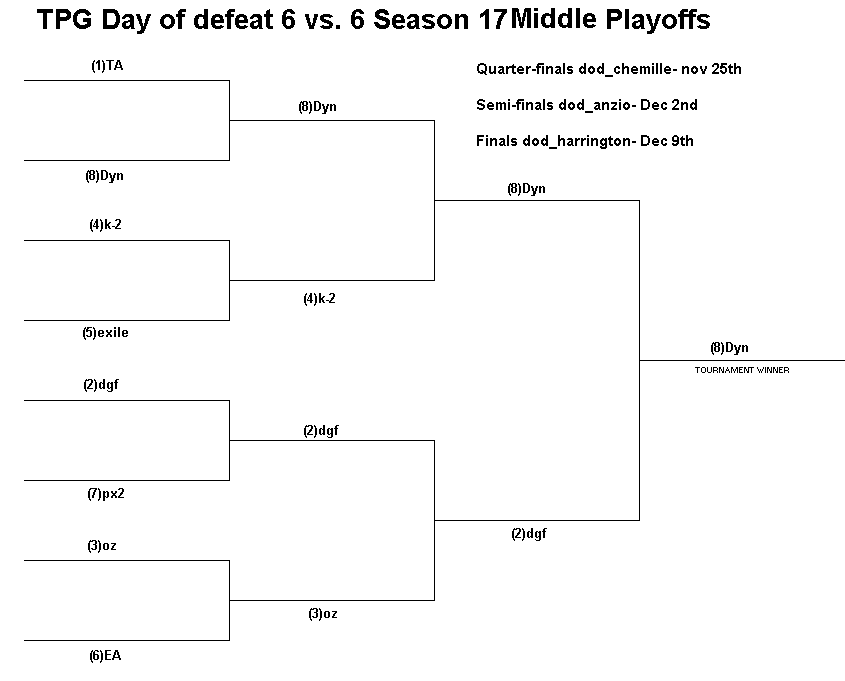 TPG Day of defeat 6 vs. 6 Season 17 Middle Playoffs
(1)TA
Quarter-finals dod_chemille- nov 25th
(8)Dyn
Semi-finals dod_anzio- Dec 2nd
Finals dod_harrington- Dec 9th
(8)Dyn
(8)Dyn
(4)k-2
(4)k-2
(5)exile
(8)Dyn
TOURNAMENT WINNER
(2)dgf
(2)dgf
(7)px2
(2)dgf
(3)oz
(3)oz
(6)EA